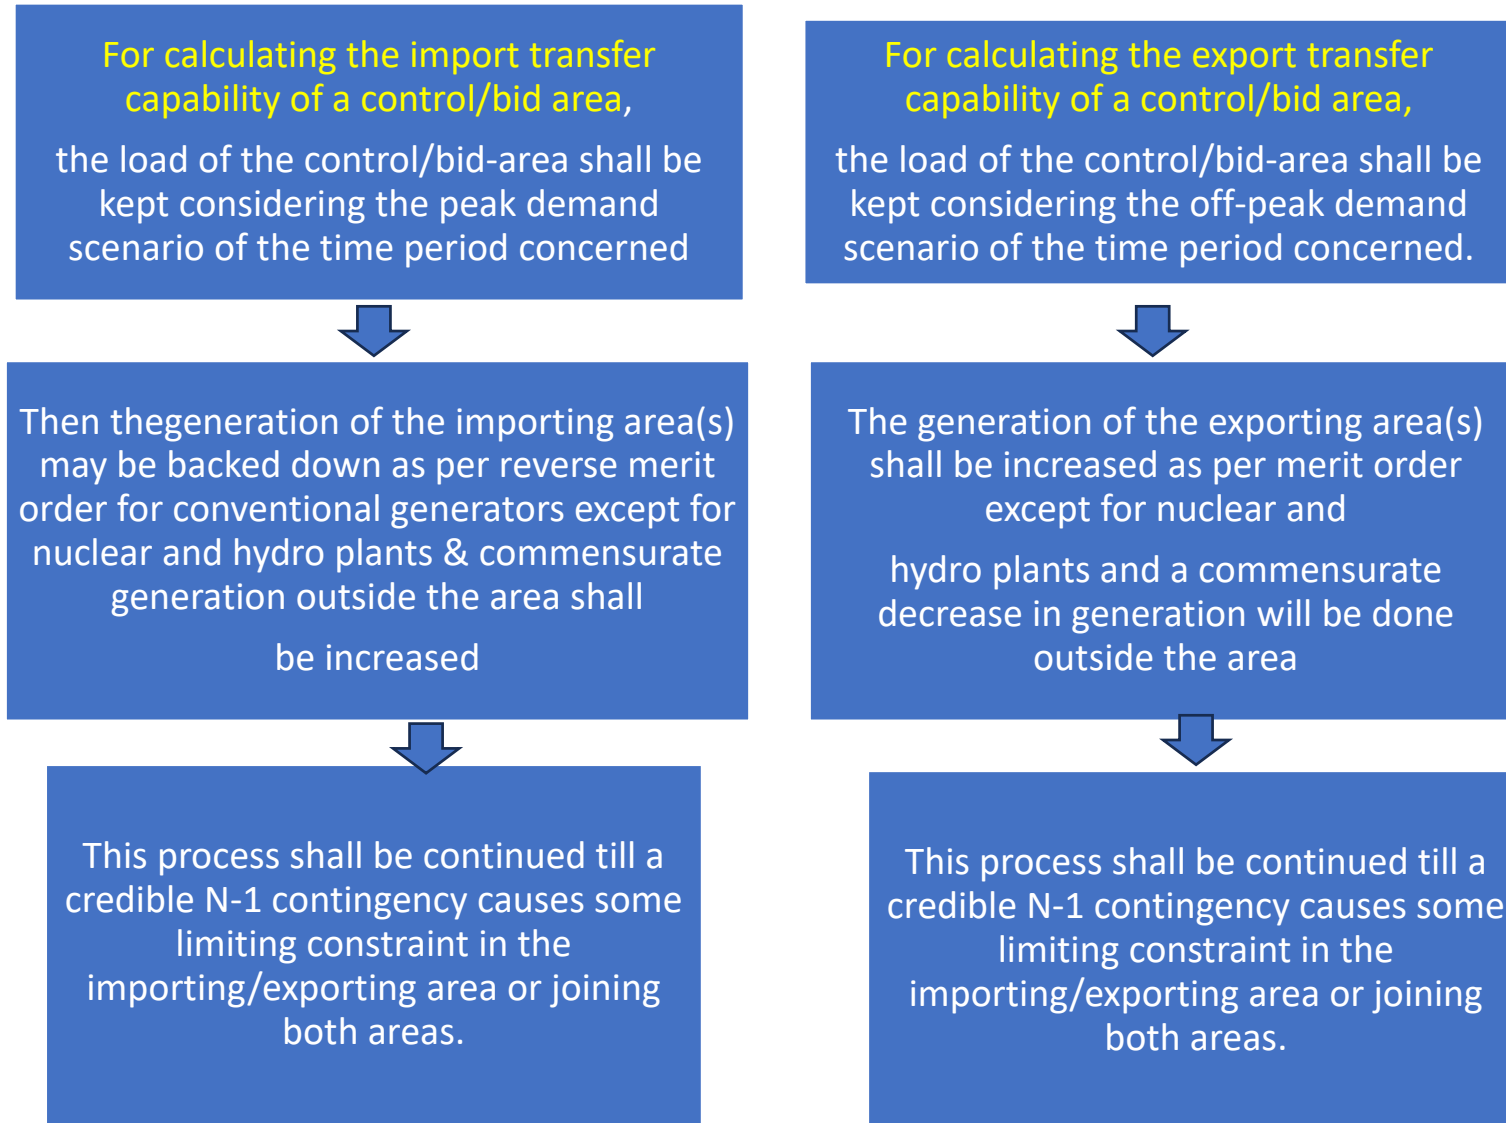 For calculating the import transfer
capability of a control/bid area,
the load of the control/bid-area shall be
kept considering the peak demand
scenario of the time period concerned
Then thegeneration of the importing area(s)
may be backed down as per reverse merit
order for conventional generators except for
nuclear and hydro plants & commensurate
generation outside the area shall
be increased
This process shall be continued till a
credible N-1 contingency causes some
limiting constraint in the
importing/exporting area or joining
both areas.
For calculating the export transfer
capability of a control/bid area,
the load of the control/bid-area shall be
kept considering the off-peak demand
scenario of the time period concerned.
The generation of the exporting area(s)
shall be increased as per merit order
except for nuclear and
hydro plants and a commensurate
decrease in generation will be done
outside the area
This process shall be continued till a
credible N-1 contingency causes some
limiting constraint in the
importing/exporting area or joining
both areas.